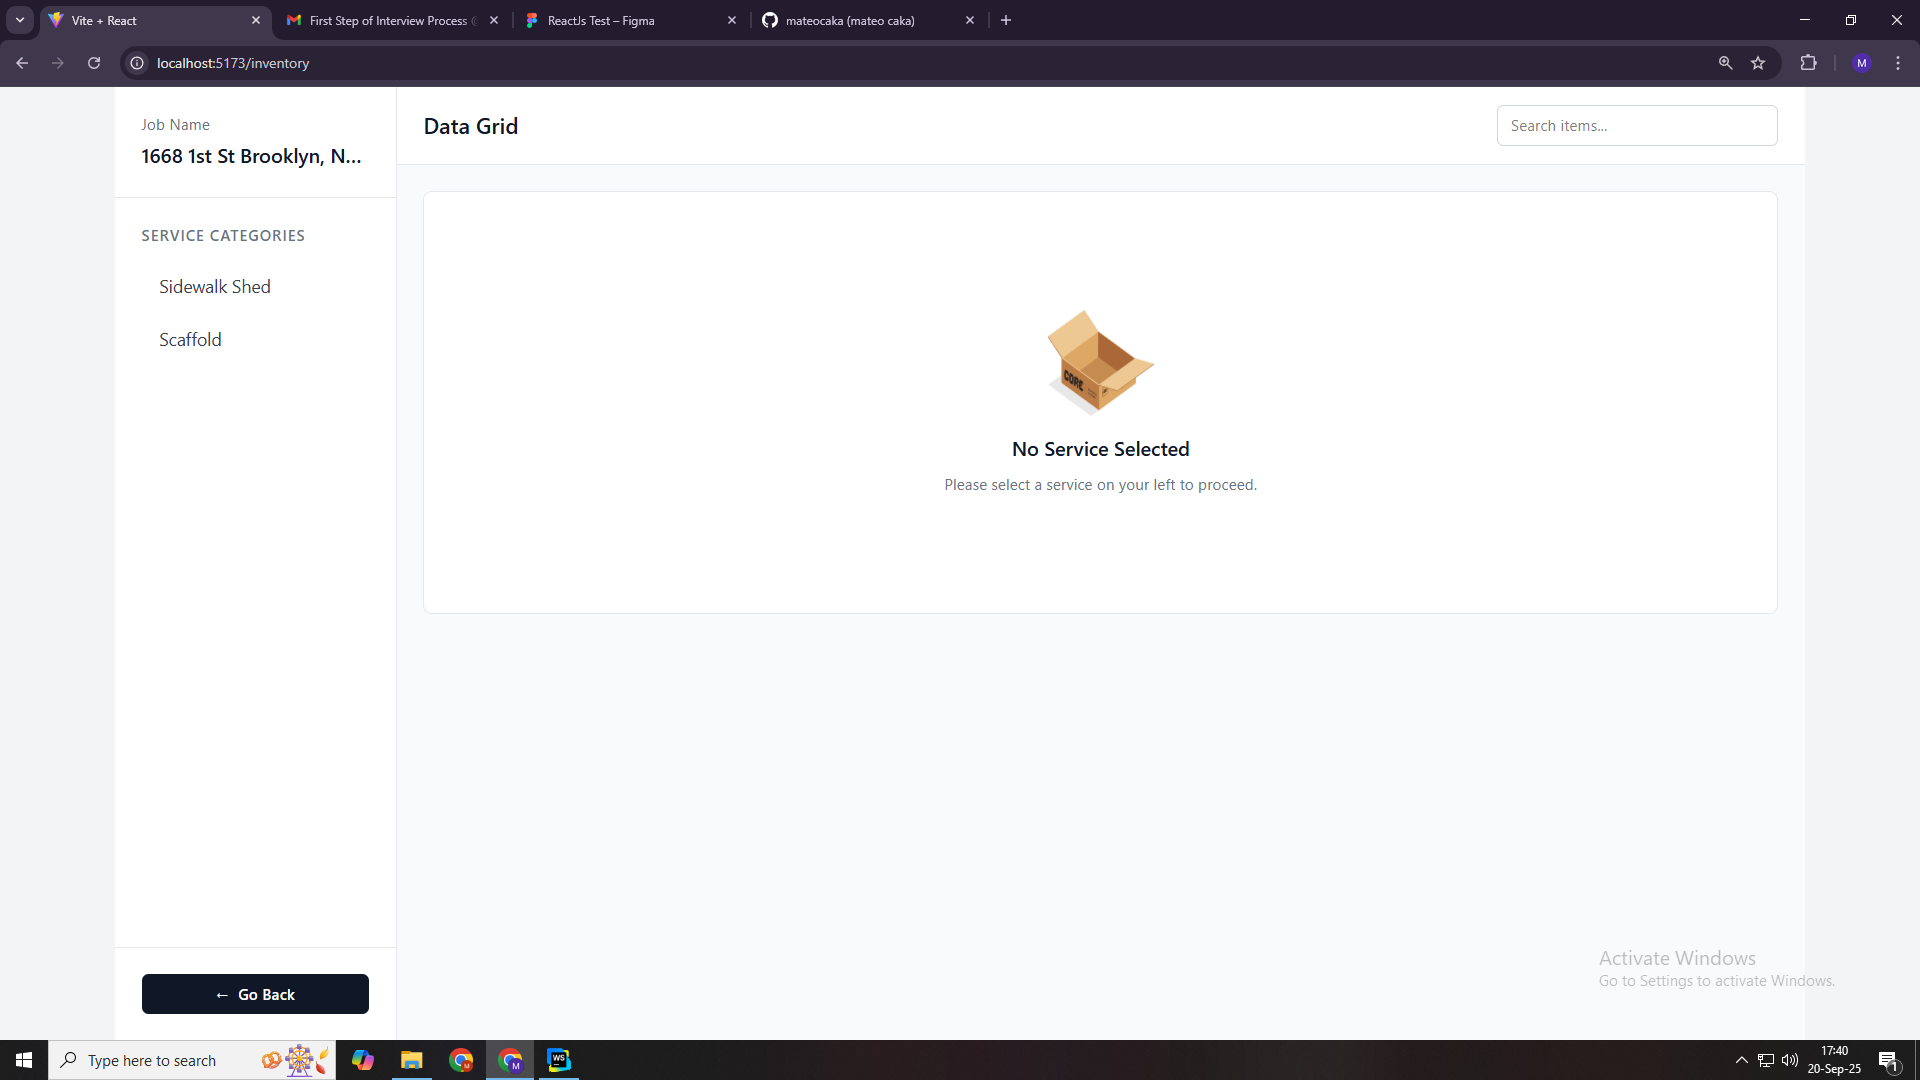 Vite + React
First Step of Interview Process
ReactJs Test – Figma
mateocaka (mateo caka)
localhost:5173/inventory
M
Job Name
1668 1st St Brooklyn, N...
Data Grid
Search items...
SERVICE CATEGORIES
Sidewalk Shed
Scaffold
CORE
No Service Selected
Please select a service on your left to proceed.
← Go Back
Activate Windows
Go to Settings to activate Windows.
Type here to search
M
M
WS
17:40
20-Sep-25
1